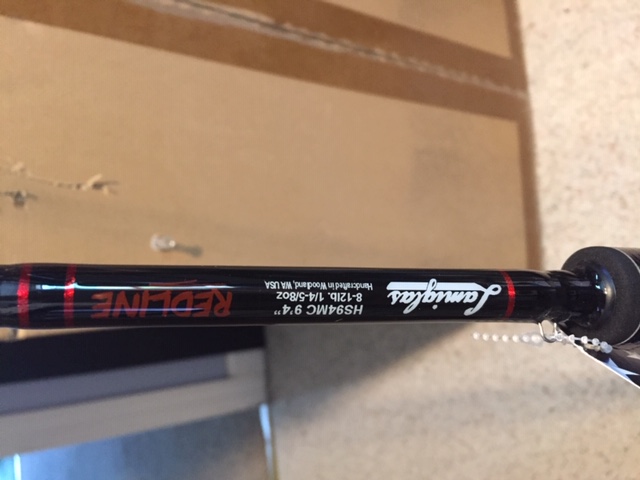 Lamiglas
HS94MC 9'4"
8-12lb. 1/4-5/8oz
Handcrafted in Woodland, WA USA
REDLINE